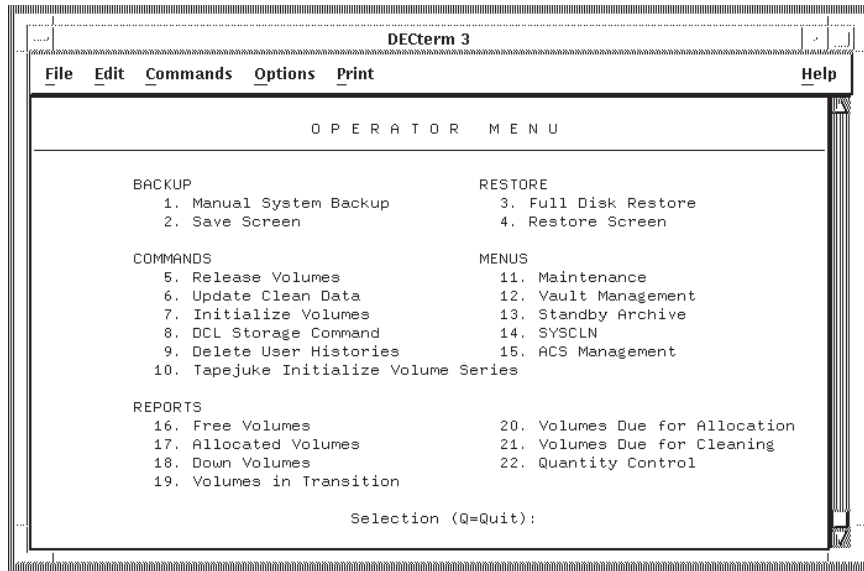 DECterm 3
File Edit Commands Options Print Help
O P E R A T O R   M E N U
BACKUP RESTORE
1. Manual System Backup 3. Full Disk Restore
2. Save Screen 4. Restore Screen
COMMANDS MENUS
5. Release Volumes 11. Maintenance
6. Update Clean Data 12. Vault Management
7. Initialize Volumes 13. Standby Archive
8. DCL Storage Command 14. SYSCLN
9. Delete User Histories 15. ACS Management
10. Tapejuke Initialize Volume Series
REPORTS
16. Free Volumes 20. Volumes Due for Allocation
17. Allocated Volumes 21. Volumes Due for Cleaning
18. Down Volumes 22. Quantity Control
19. Volumes in Transition
Selection (Q=Quit):